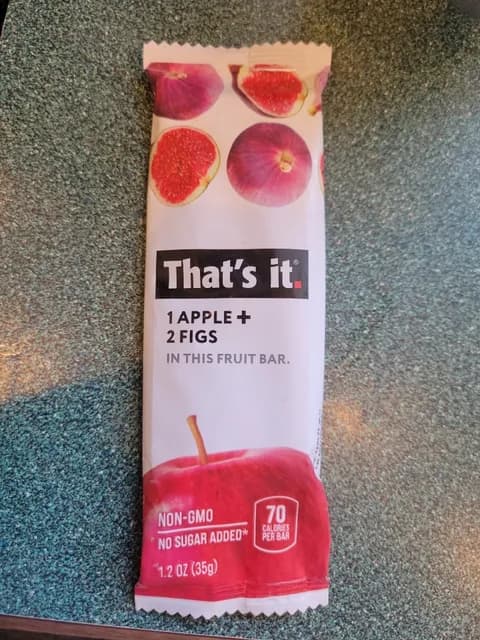 That's it.®
1 APPLE +
2 FIGS
IN THIS FRUIT BAR.
NON-GMO
NO SUGAR ADDED*
1.2 OZ (35g)
70
CALORIES
PER BAR